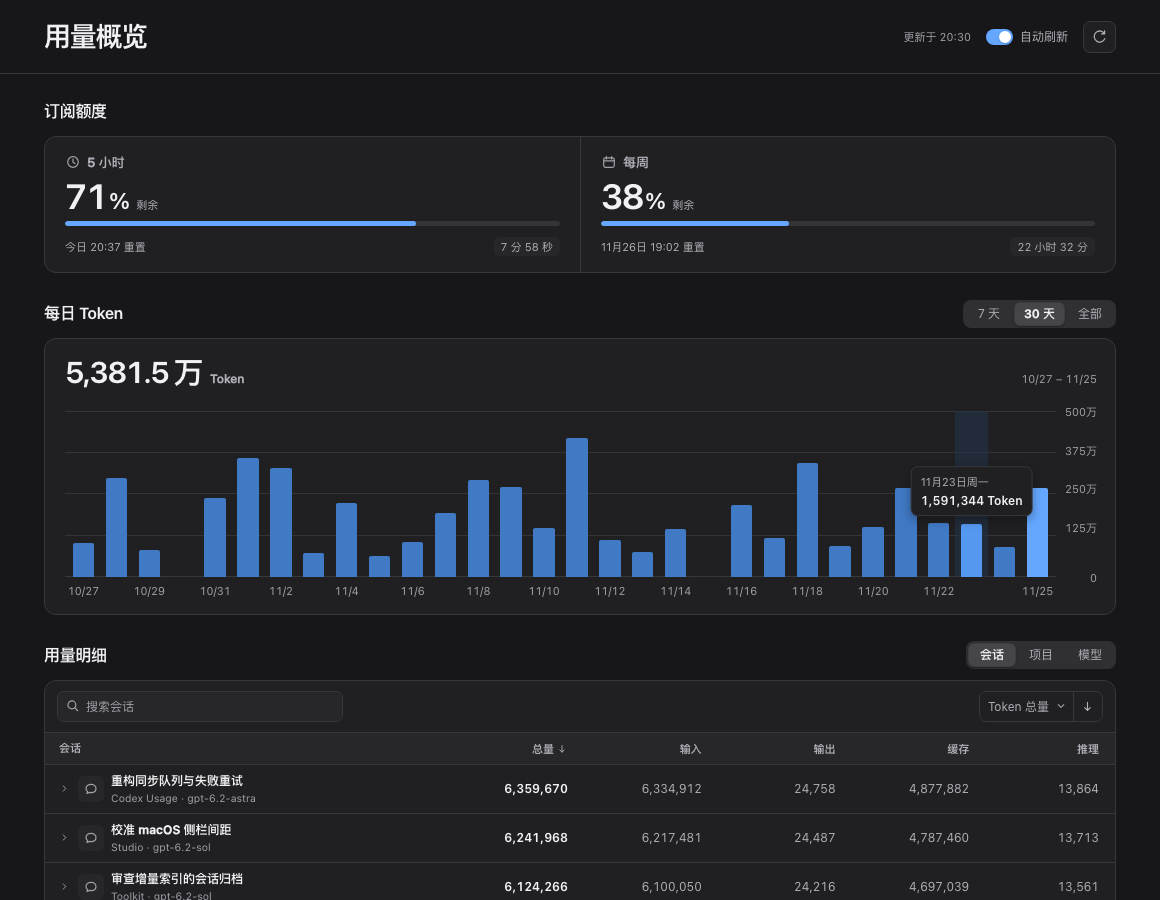 用量概览
更新于 20:30 自动刷新
订阅额度
5 小时
71% 剩余
今日 20:37 重置 7 分 58 秒
每周
38% 剩余
11月26日 19:02 重置 22 小时 32 分
每日 Token
7 天 30 天 全部
5,381.5 万 Token
10/27 – 11/25
500万
375万
250万
125万
0
11月23日周一
1,591,344 Token
10/27 10/29 10/31 11/2 11/4 11/6 11/8 11/10 11/12 11/14 11/16 11/18 11/20 11/22 11/25
用量明细
会话 项目 模型
搜索会话
Token 总量 ↓
会话 总量 ↓ 输入 输出 缓存 推理
重构同步队列与失败重试
Codex Usage · gpt-6.2-astra
6,359,670 6,334,912 24,758 4,877,882 13,864
校准 macOS 侧栏间距
Studio · gpt-6.2-sol
6,241,968 6,217,481 24,487 4,787,460 13,713
审查增量索引的会话归档
Toolkit · gpt-6.2-sol
6,124,266 6,100,050 24,216 4,697,039 13,561